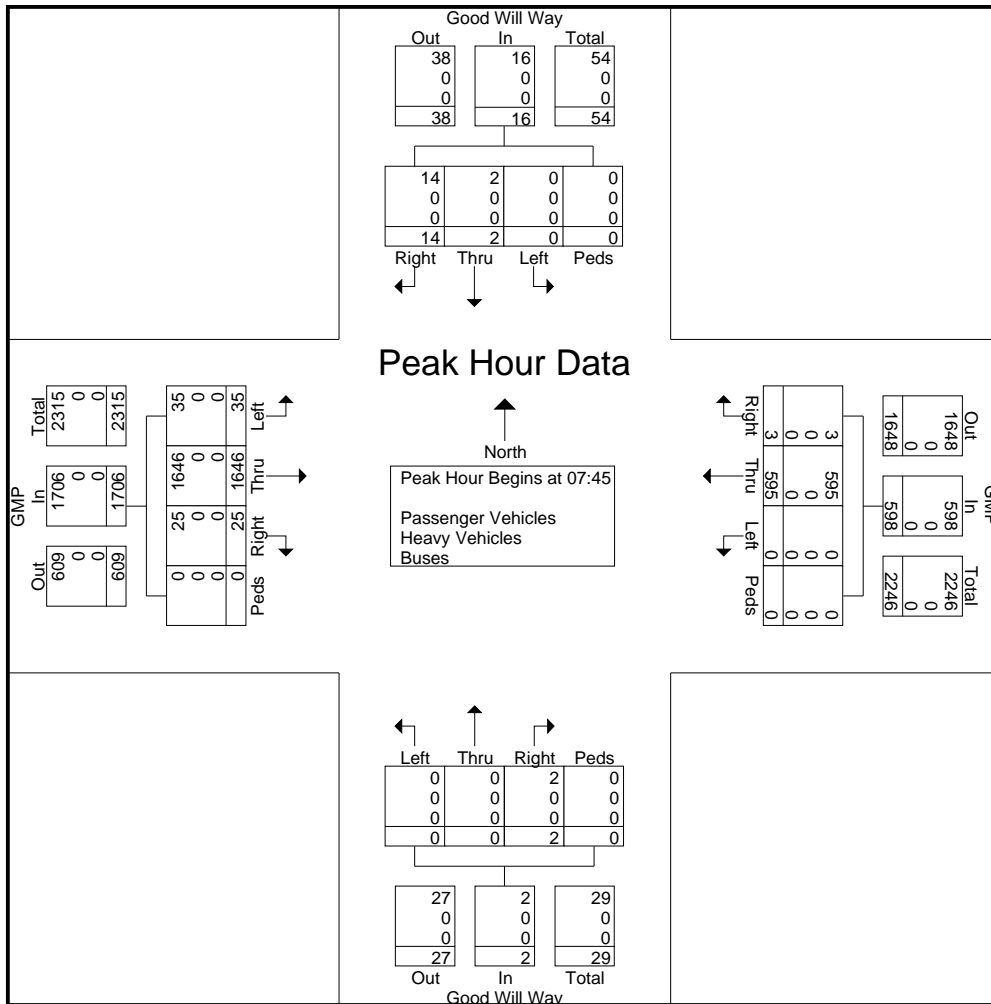 Good Will Way
Out In Total
38 16 54
0 0 0
0 0 0
38 16 54
14 2 0 0
0 0 0 0
0 0 0 0
14 2 0 0
Right Thru Left Peds
Peak Hour Data
North
Peak Hour Begins at 07:45
Passenger Vehicles
Heavy Vehicles
Buses
GMP
Out In Total
609 1706 2315
0 0 0
0 0 0
609 1706 2315
Peds Right Thru Left
0 25 1646 35
0 0 0 0
0 0 0 0
0 25 1646 35
GMP
Out In Total
1648 598 2246
0 0 0
0 0 0
1648 598 2246
Right Thru Left Peds
3 595 0 0
0 0 0 0
0 0 0 0
3 595 0 0
Left Thru Right Peds
0 0 2 0
0 0 0 0
0 0 0 0
0 0 2 0
27 2 29
0 0 0
0 0 0
27 2 29
Out In Total
Good Will Way